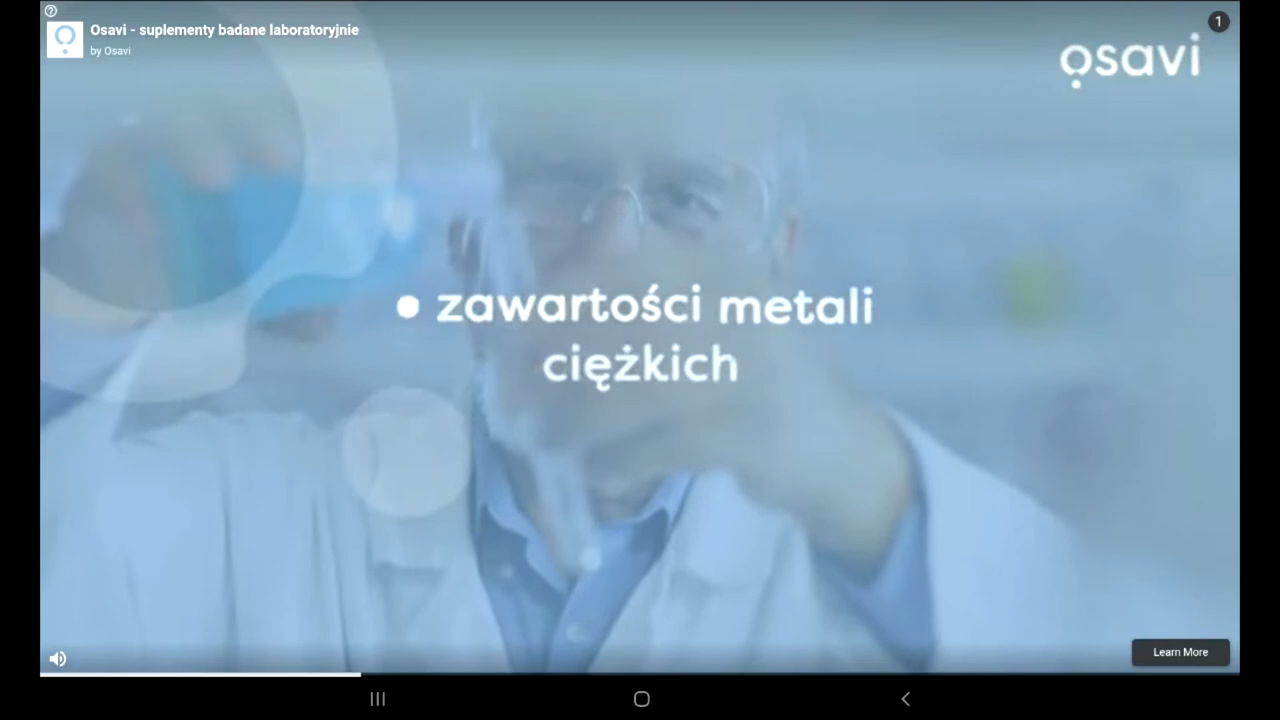 Osavi - suplementy badane laboratoryjnie
by Osavi
1
osavi
• zawartości metali
ciężkich
Learn More